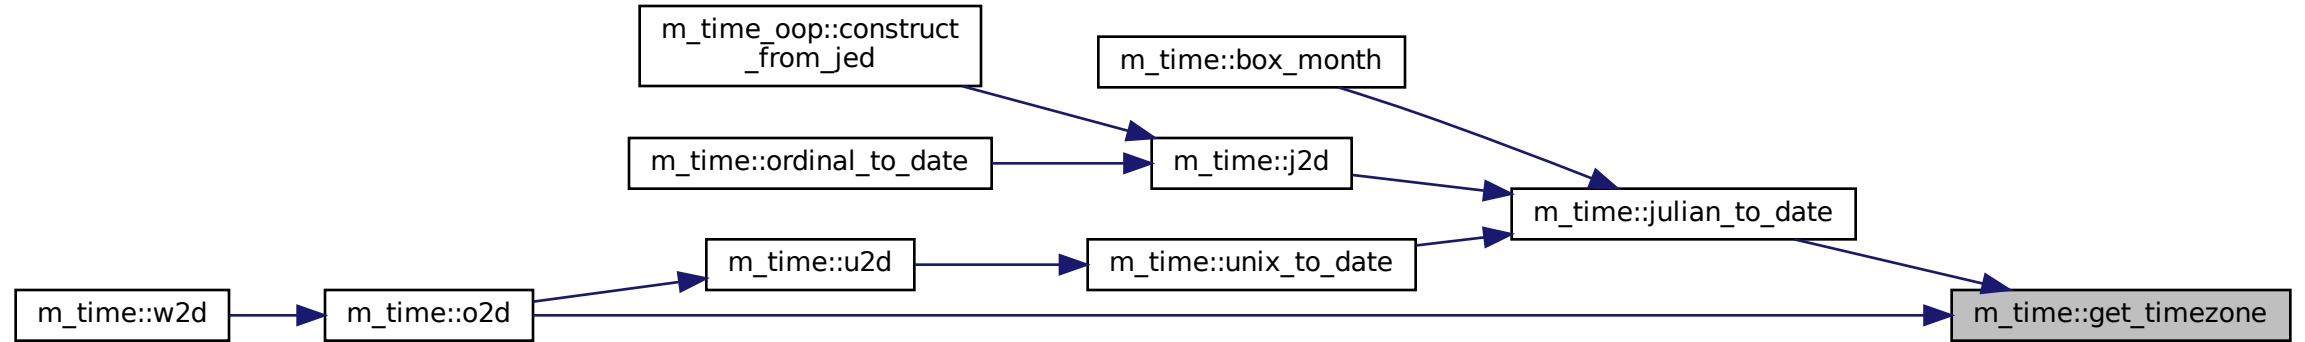 m_time_oop::construct
_from_jed
m_time::box_month
m_time::ordinal_to_date
m_time::j2d
m_time::julian_to_date
m_time::u2d
m_time::unix_to_date
m_time::w2d
m_time::o2d
m_time::get_timezone